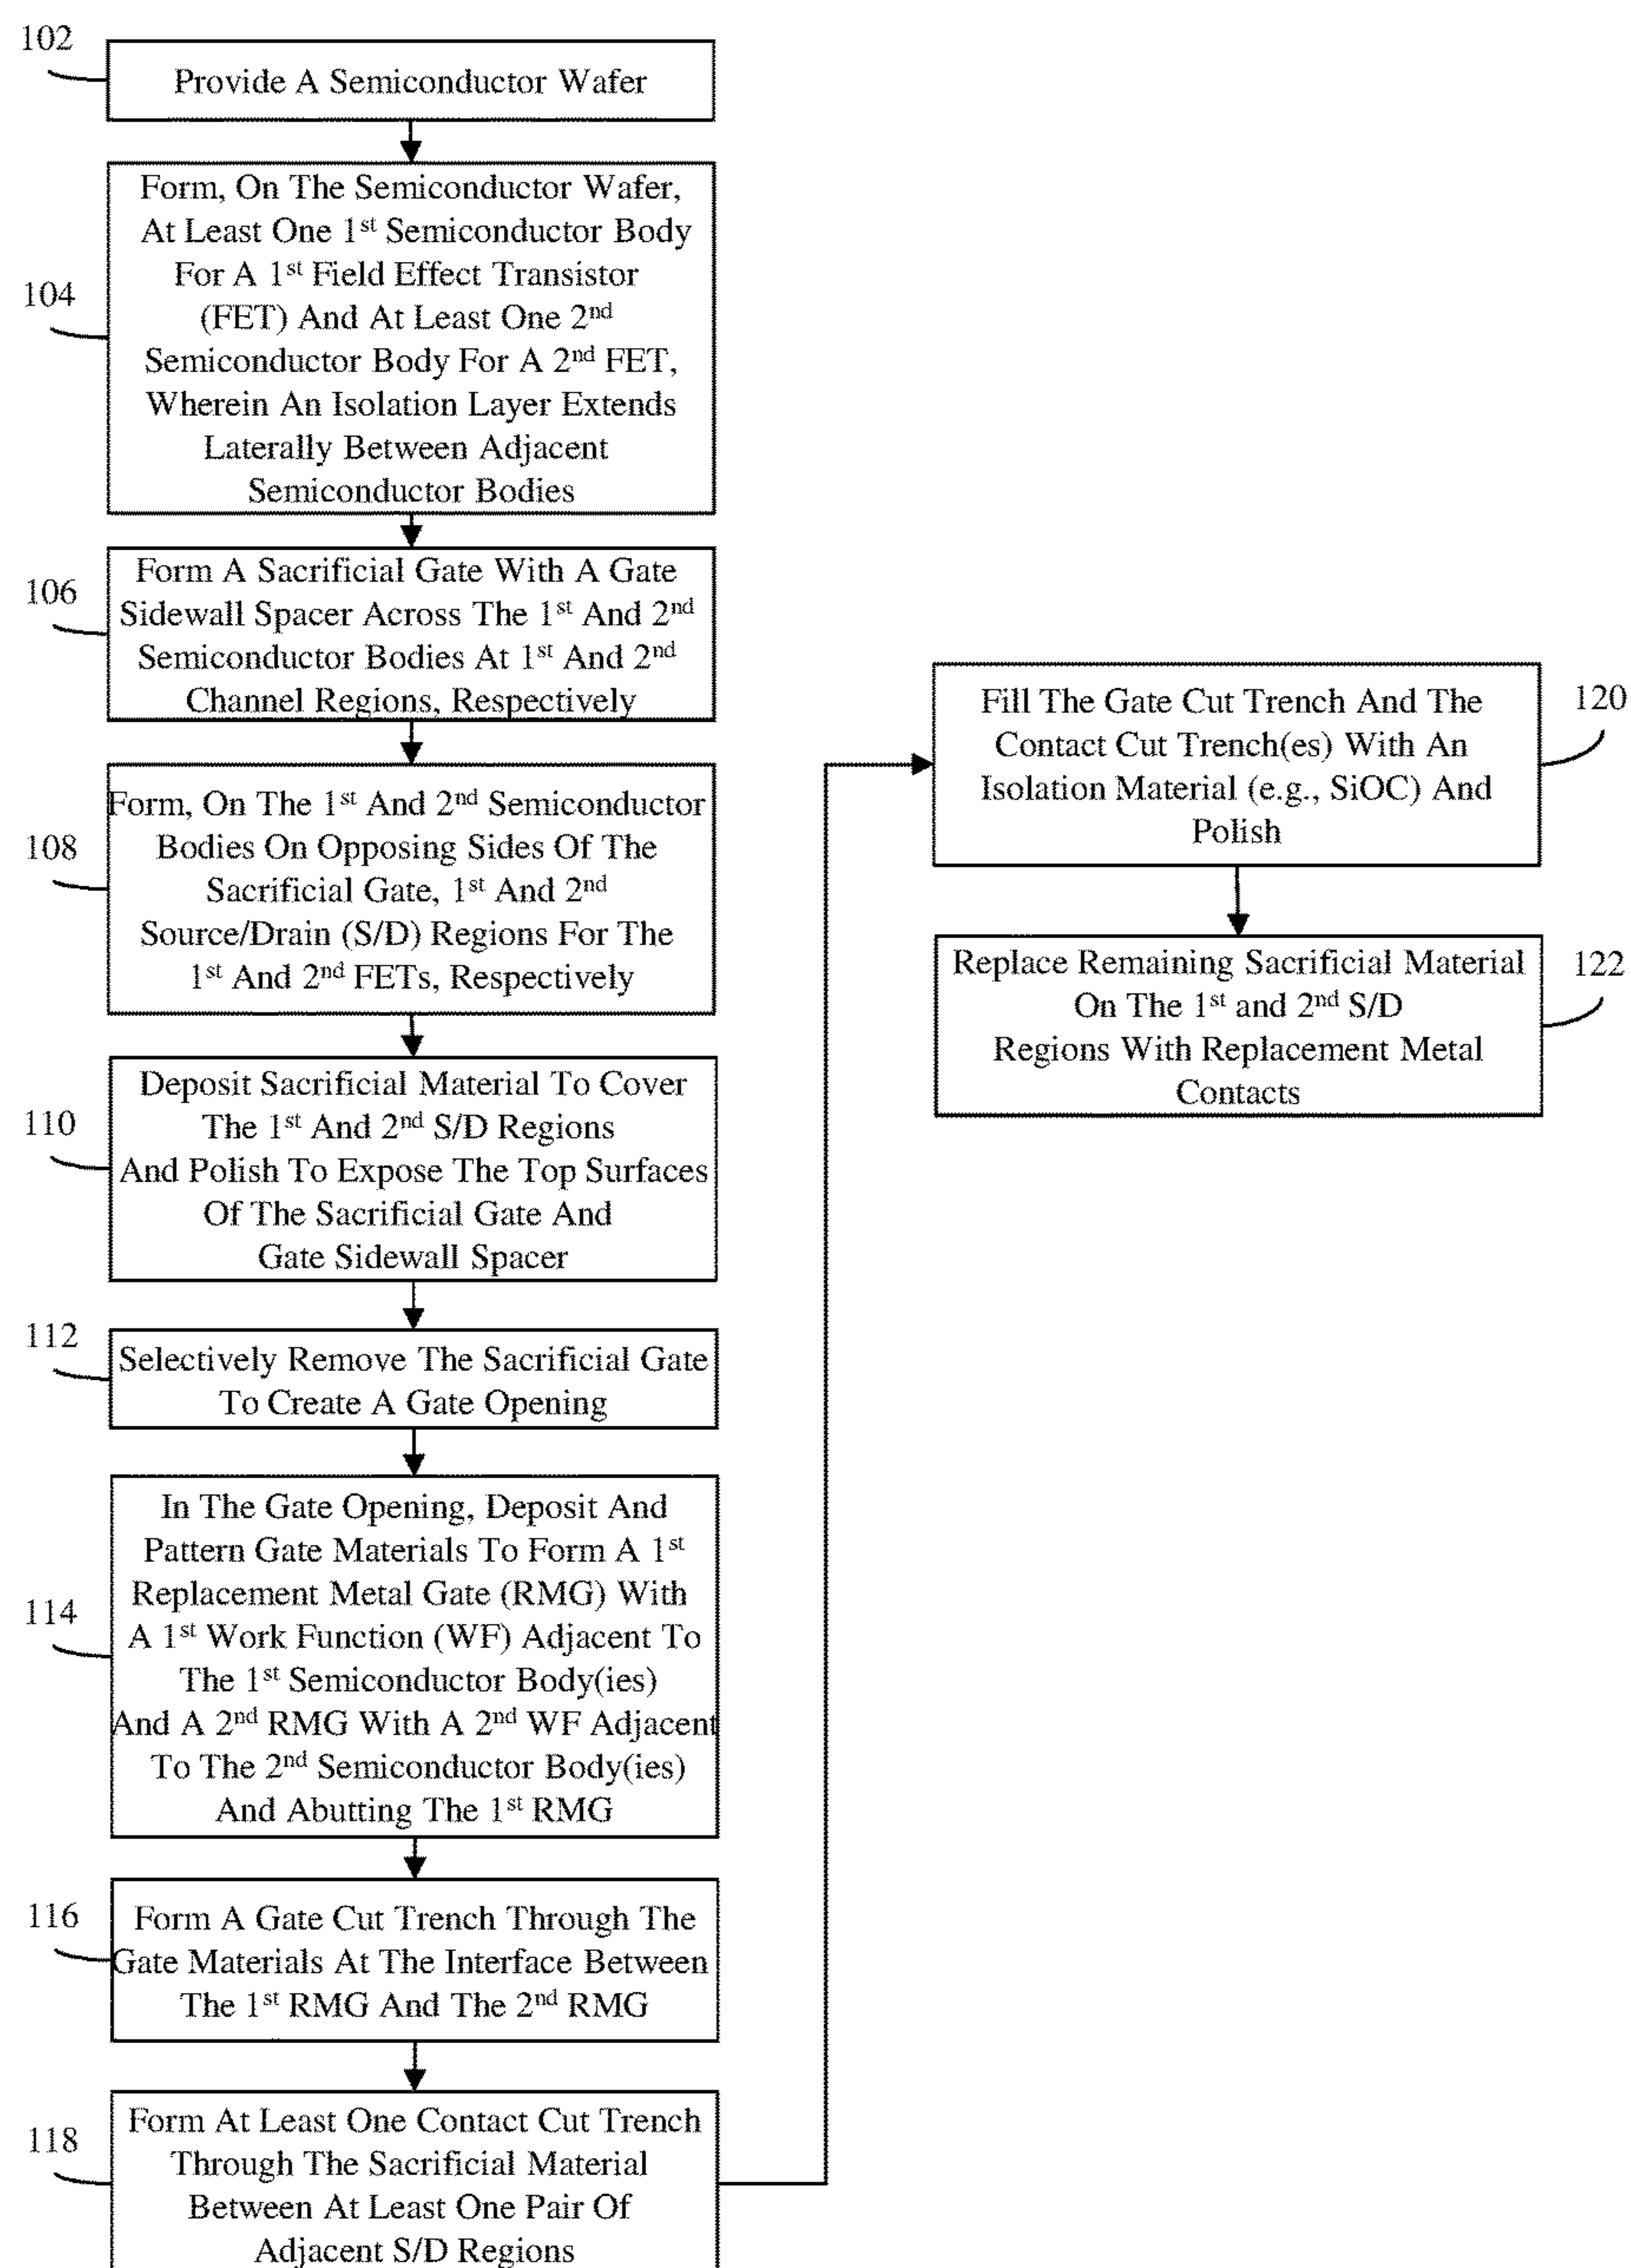 102
Provide A Semiconductor Wafer
104
Form, On The Semiconductor Wafer,
At Least One 1st Semiconductor Body
For A 1st Field Effect Transistor
(FET) And At Least One 2nd
Semiconductor Body For A 2nd FET,
Wherein An Isolation Layer Extends
Laterally Between Adjacent
Semiconductor Bodies
106
Form A Sacrificial Gate With A Gate
Sidewall Spacer Across The 1st And 2nd
Semiconductor Bodies At 1st And 2nd
Channel Regions, Respectively
108
Form, On The 1st And 2nd Semiconductor
Bodies On Opposing Sides Of The
Sacrificial Gate, 1st And 2nd
Source/Drain (S/D) Regions For The
1st And 2nd FETs, Respectively
110
Deposit Sacrificial Material To Cover
The 1st And 2nd S/D Regions
And Polish To Expose The Top Surfaces
Of The Sacrificial Gate And
Gate Sidewall Spacer
112
Selectively Remove The Sacrificial Gate
To Create A Gate Opening
114
In The Gate Opening, Deposit And
Pattern Gate Materials To Form A 1st
Replacement Metal Gate (RMG) With
A 1st Work Function (WF) Adjacent To
The 1st Semiconductor Body(ies)
And A 2nd RMG With A 2nd WF Adjacent
To The 2nd Semiconductor Body(ies)
And Abutting The 1st RMG
116
Form A Gate Cut Trench Through The
Gate Materials At The Interface Between
The 1st RMG And The 2nd RMG
118
Form At Least One Contact Cut Trench
Through The Sacrificial Material
Between At Least One Pair Of
Adjacent S/D Regions
120
Fill The Gate Cut Trench And The
Contact Cut Trench(es) With An
Isolation Material (e.g., SiOC) And
Polish
122
Replace Remaining Sacrificial Material
On The 1st and 2nd S/D
Regions With Replacement Metal
Contacts